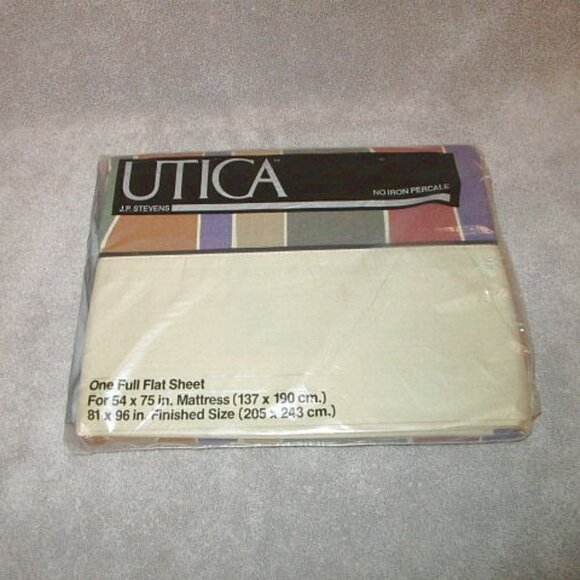 UTICA™
J.P. STEVENS
NO IRON PERCALE
One Full Flat Sheet
For 54 x 75 in. Mattress (137 x 190 cm.)
81 x 96 in. Finished Size (205 x 243 cm.)